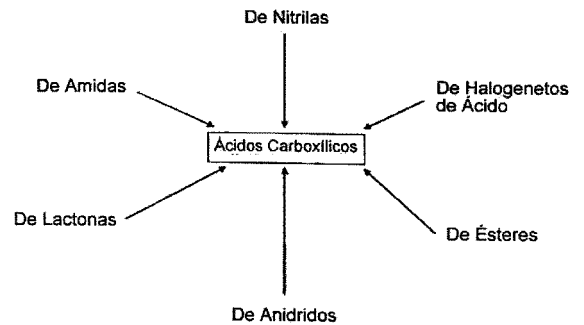 De Nitrilas
De Amidas
De Halogenetos
de Ácido
Ácidos Carboxílicos
De Lactonas
De Ésteres
De Anidridos